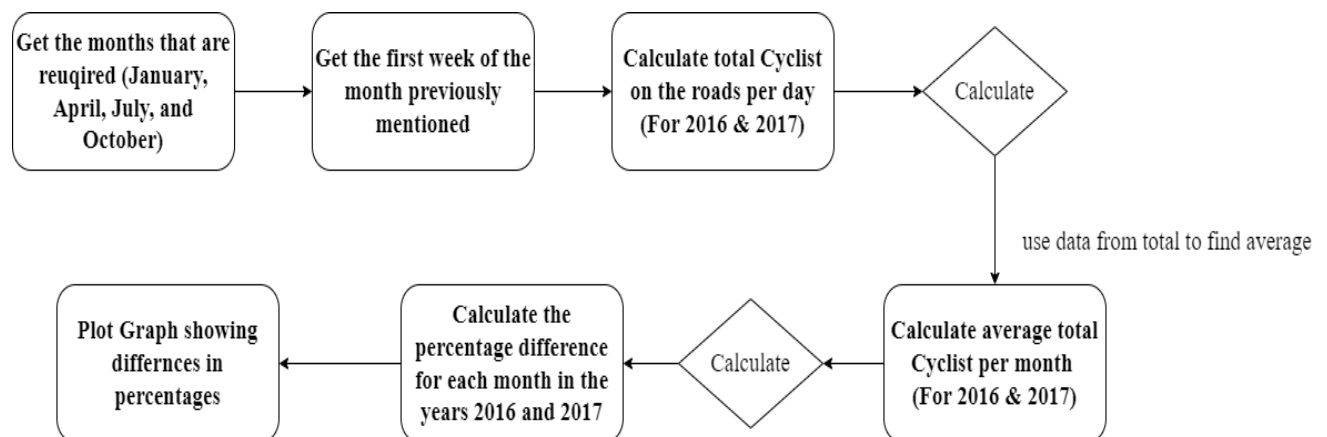 Get the months that are
reuqired (January,
April, July, and
October)
Get the first week of the
month previously
mentioned
Calculate total Cyclist
on the roads per day
(For 2016 & 2017)
Calculate
use data from total to find average
Calculate average total
Cyclist per month
(For 2016 & 2017)
Calculate
Calculate the
percentage difference
for each month in the
years 2016 and 2017
Plot Graph showing
differnces in
percentages